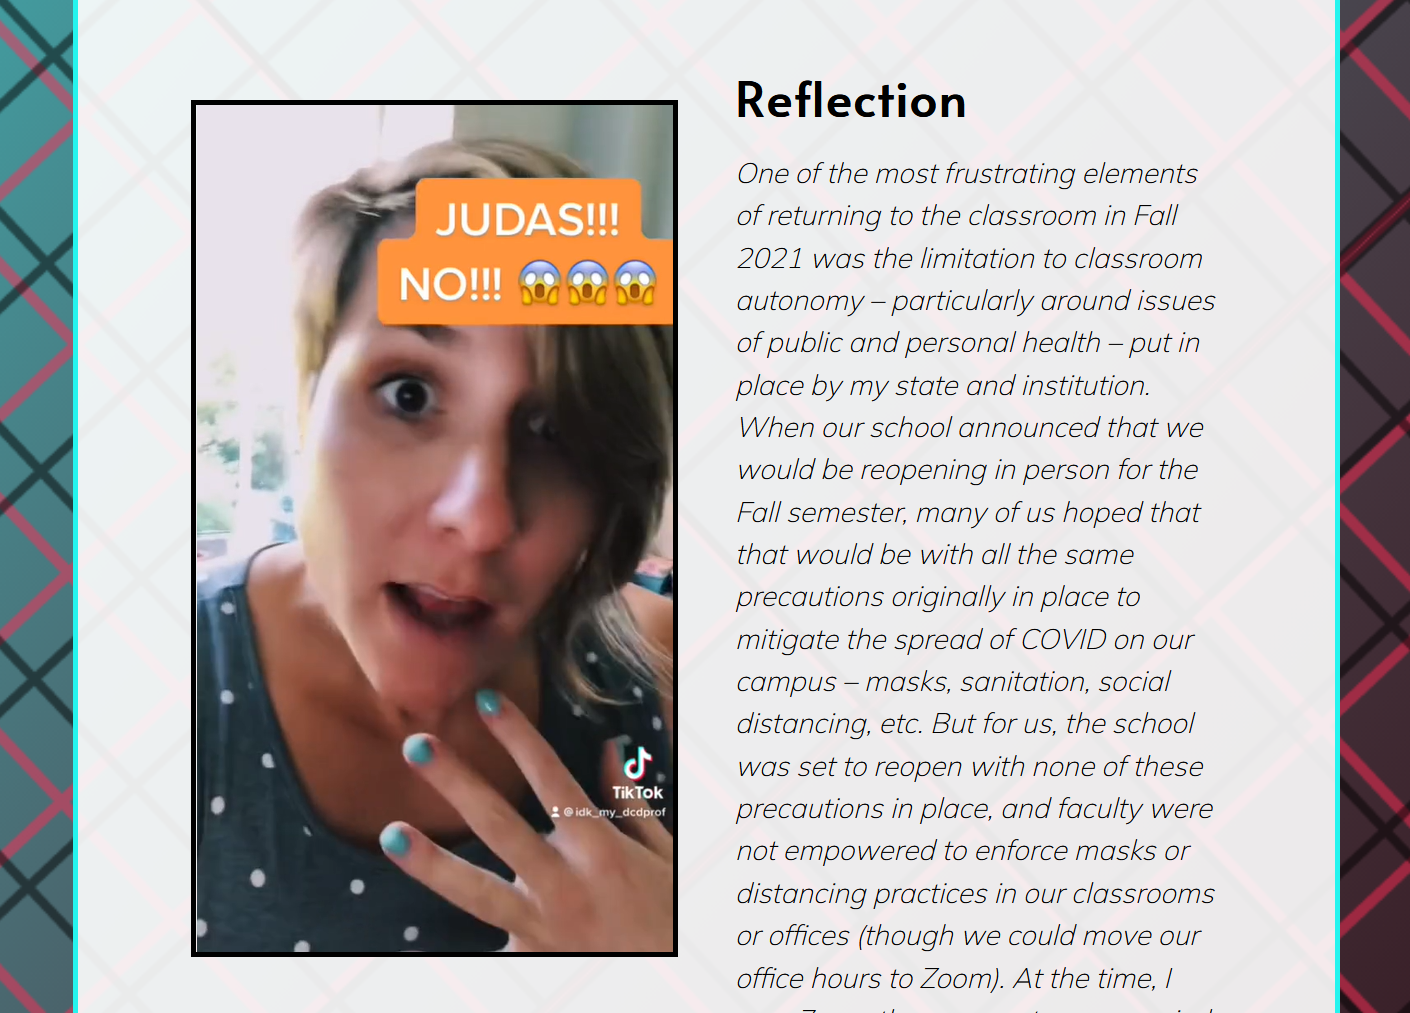 JUDAS!!!
NO!!! 😱😱😱
TikTok
@idk_my_dcdprof
Reflection
One of the most frustrating elements
of returning to the classroom in Fall
2021 was the limitation to classroom
autonomy – particularly around issues
of public and personal health – put in
place by my state and institution.
When our school announced that we
would be reopening in person for the
Fall semester, many of us hoped that
that would be with all the same
precautions originally in place to
mitigate the spread of COVID on our
campus – masks, sanitation, social
distancing, etc. But for us, the school
was set to reopen with none of these
precautions in place, and faculty were
not empowered to enforce masks or
distancing practices in our classrooms
or offices (though we could move our
office hours to Zoom). At the time, I